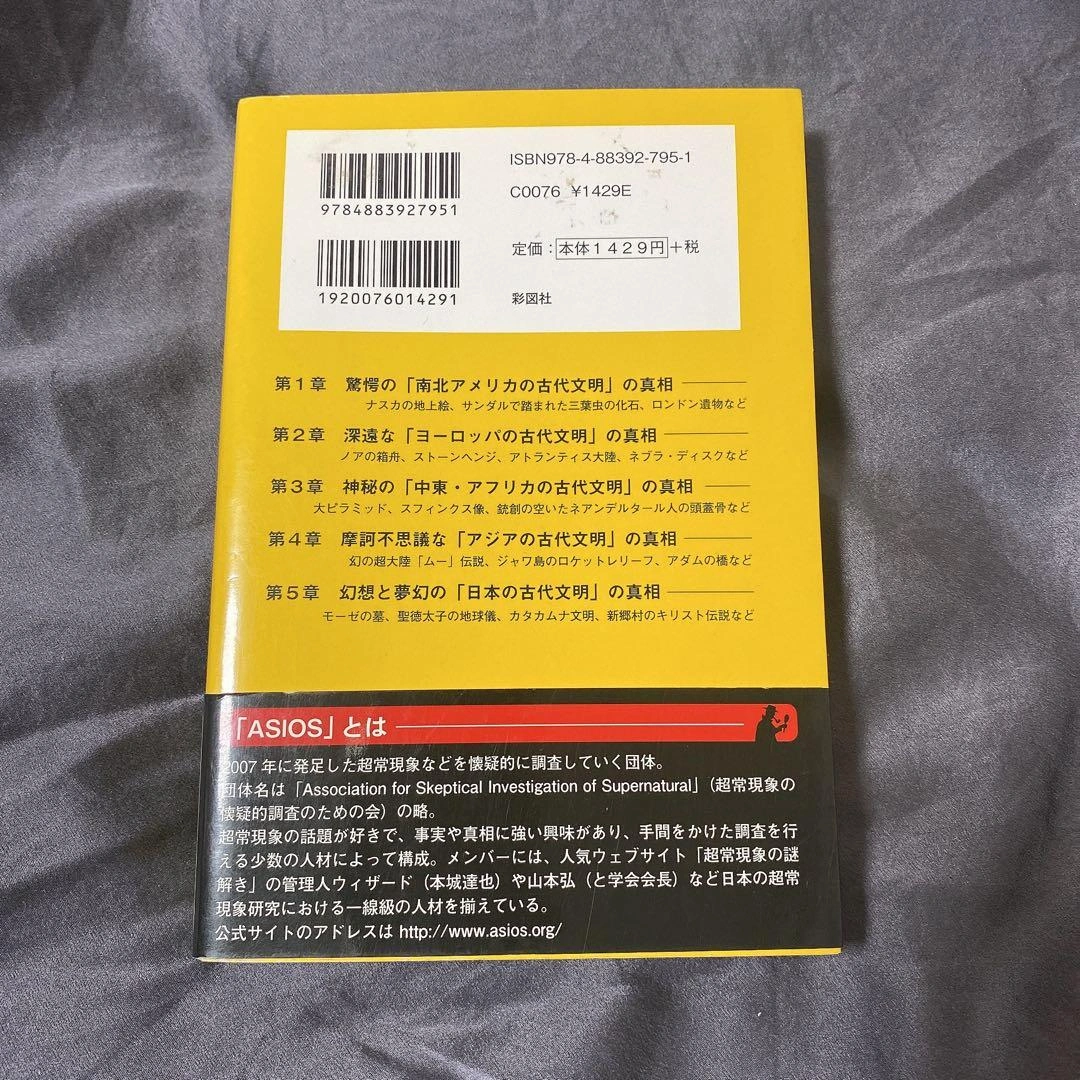 ISBN978-4-88392-795-1
C0076 ¥1429E
9784883927951
定価：本体1429円＋税
1920076014291
彩図社
第1章 驚愕の「南北アメリカの古代文明」の真相
ナスカの地上絵、サンダルで踏まれた三葉虫の化石、ロンドン遺物など
第2章 深遠な「ヨーロッパの古代文明」の真相
ノアの箱舟、ストーンヘンジ、アトランティス大陸、ネブラ・ディスクなど
第3章 神秘の「中東・アフリカの古代文明」の真相
大ピラミッド、スフィンクス像、銃創の空いたネアンデルタール人の頭蓋骨など
第4章 摩訶不思議な「アジアの古代文明」の真相
幻の超大陸「ムー」伝説、ジャワ島のロケットレリーフ、アダムの橋など
第5章 幻想と夢幻の「日本の古代文明」の真相
モーゼの墓、聖徳太子の地球儀、カタカムナ文明、新郷村のキリスト伝説など
「ASIOS」とは
2007年に発足した超常現象などを懐疑的に調査していく団体。
団体名は「Association for Skeptical Investigation of Supernatural」（超常現象の
懐疑的調査のための会）の略。
超常現象の話題が好きで、事実や真相に強い興味があり、手間をかけた調査を行
える少数の人材によって構成。メンバーには、人気ウェブサイト「超常現象の謎
解き」の管理人ウィザード（本城達也）や山本弘（と学会会長）など日本の超常
現象研究における一線級の人材を揃えている。
公式サイトのアドレスは http://www.asios.org/